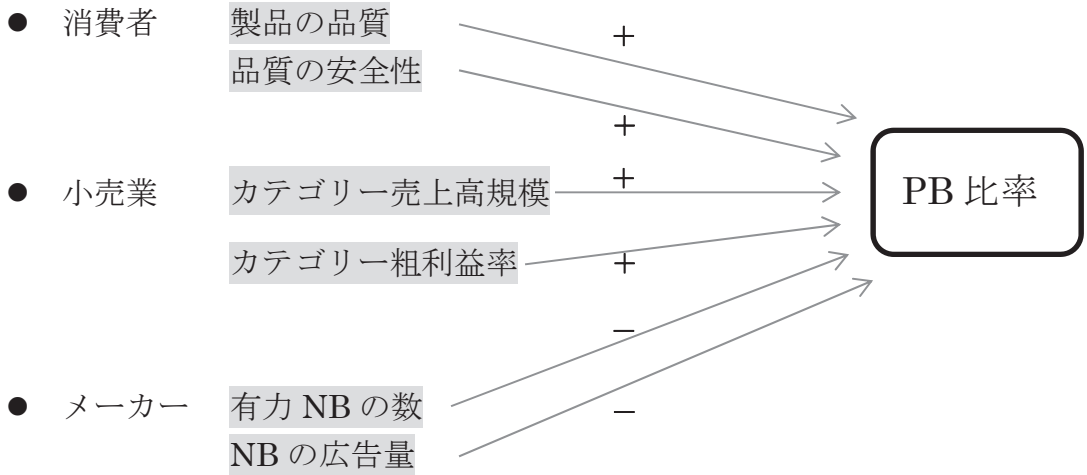 ● 消費者 製品の品質
+
品質の安全性
+
● 小売業 カテゴリー売上高規模
+
PB 比率
カテゴリー粗利益率
+
−
● メーカー 有力 NB の数
−
NB の広告量